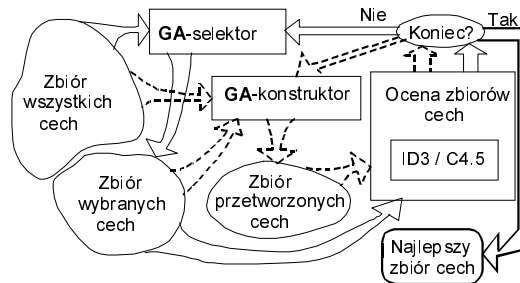 GA-selektor
Nie
Koniec?
Tak
Zbiór
wszystkich
cech
GA-konstruktor
Ocena zbiorów
cech
ID3 / C4.5
Zbiór
wybranych
cech
Zbiór
przetworzonych
cech
Najlepszy
zbiór cech